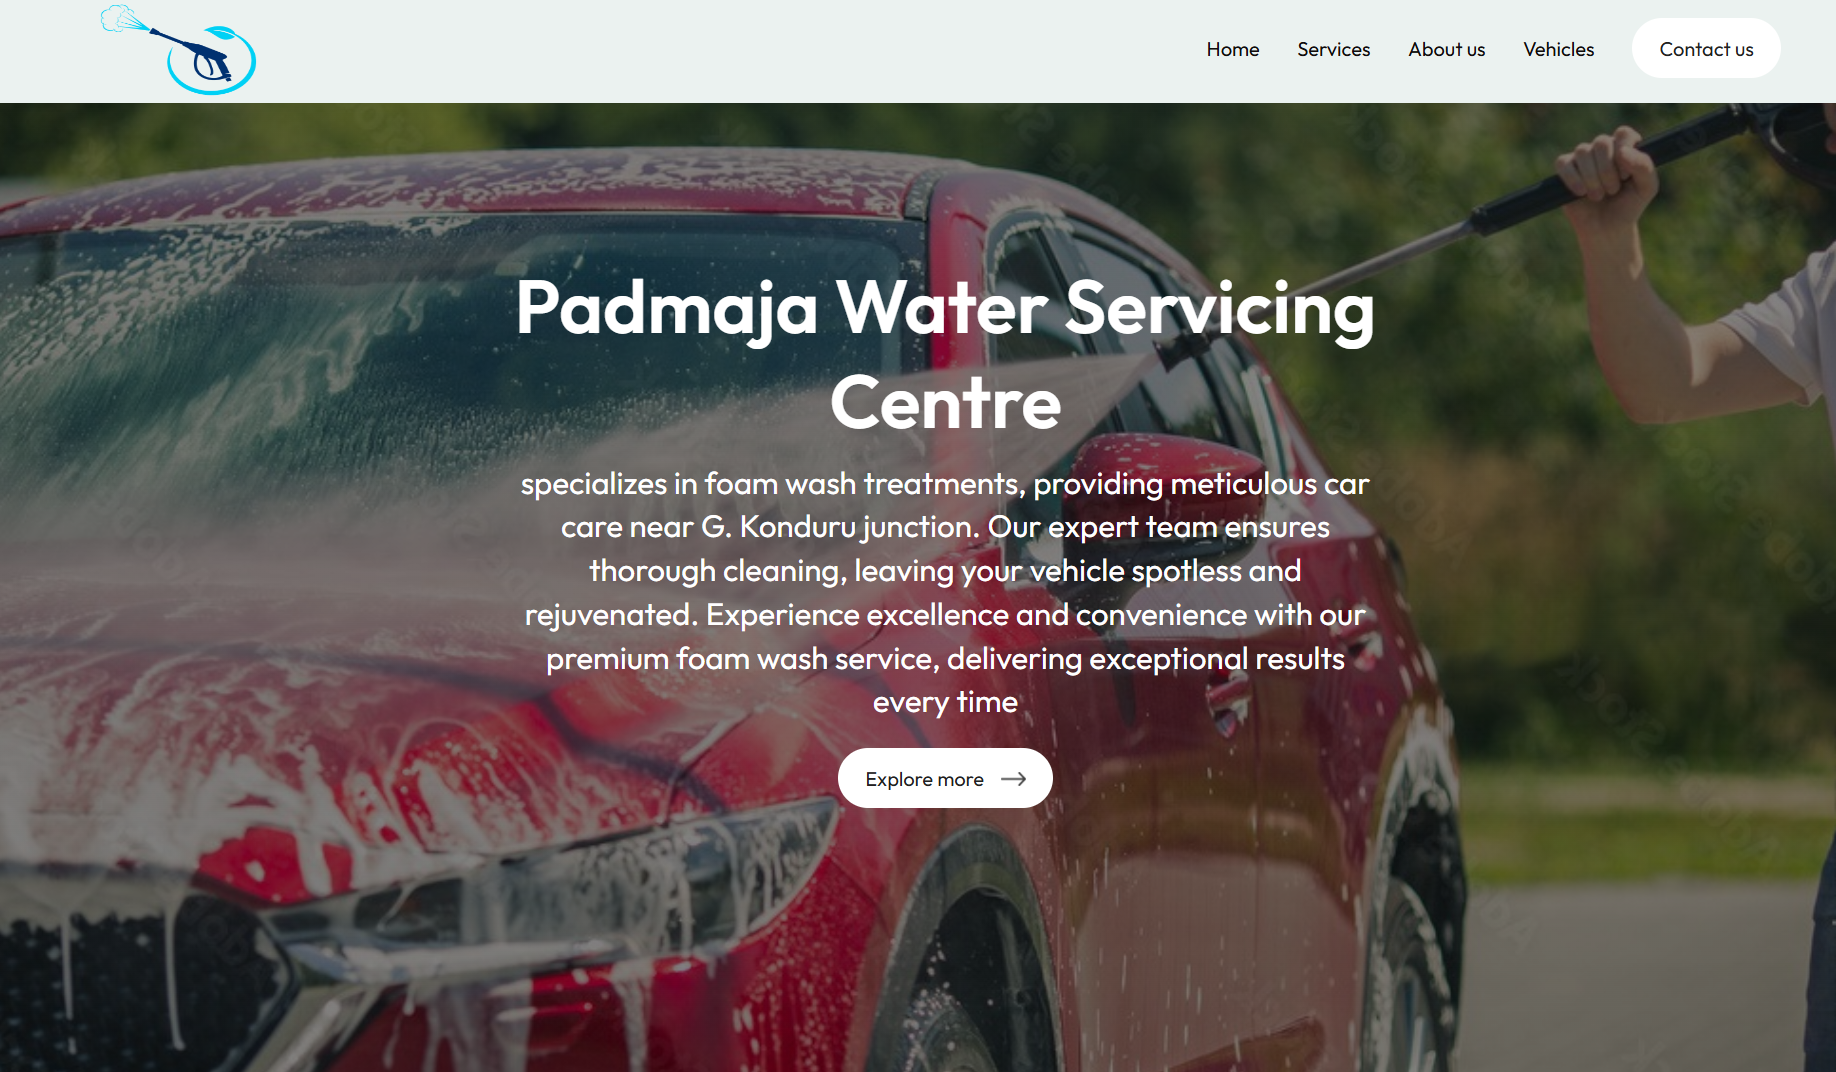 Home Services About us Vehicles Contact us
Padmaja Water Servicing
Centre
specializes in foam wash treatments, providing meticulous car
care near G. Konduru junction. Our expert team ensures
thorough cleaning, leaving your vehicle spotless and
rejuvenated. Experience excellence and convenience with our
premium foam wash service, delivering exceptional results
every time
Explore more